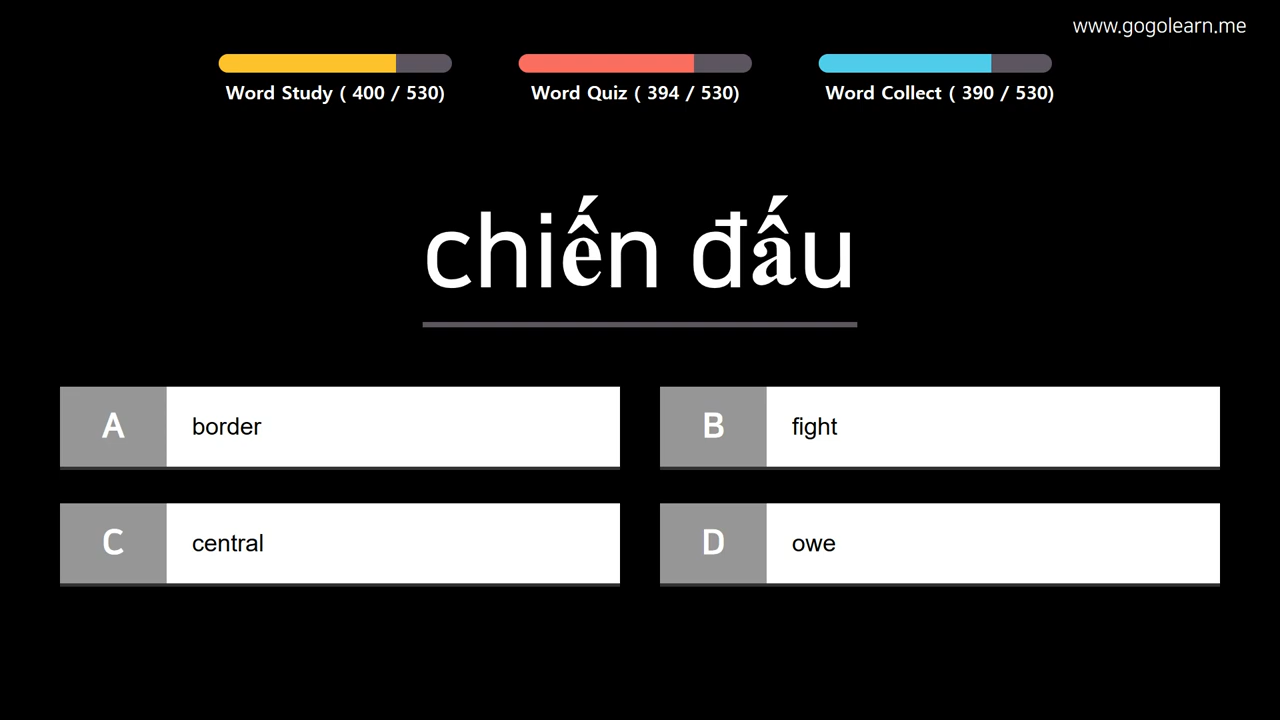 www.gogolearn.me
Word Study ( 400 / 530)
Word Quiz ( 394 / 530)
Word Collect ( 390 / 530)
chiến đấu
A border
B fight
C central
D owe